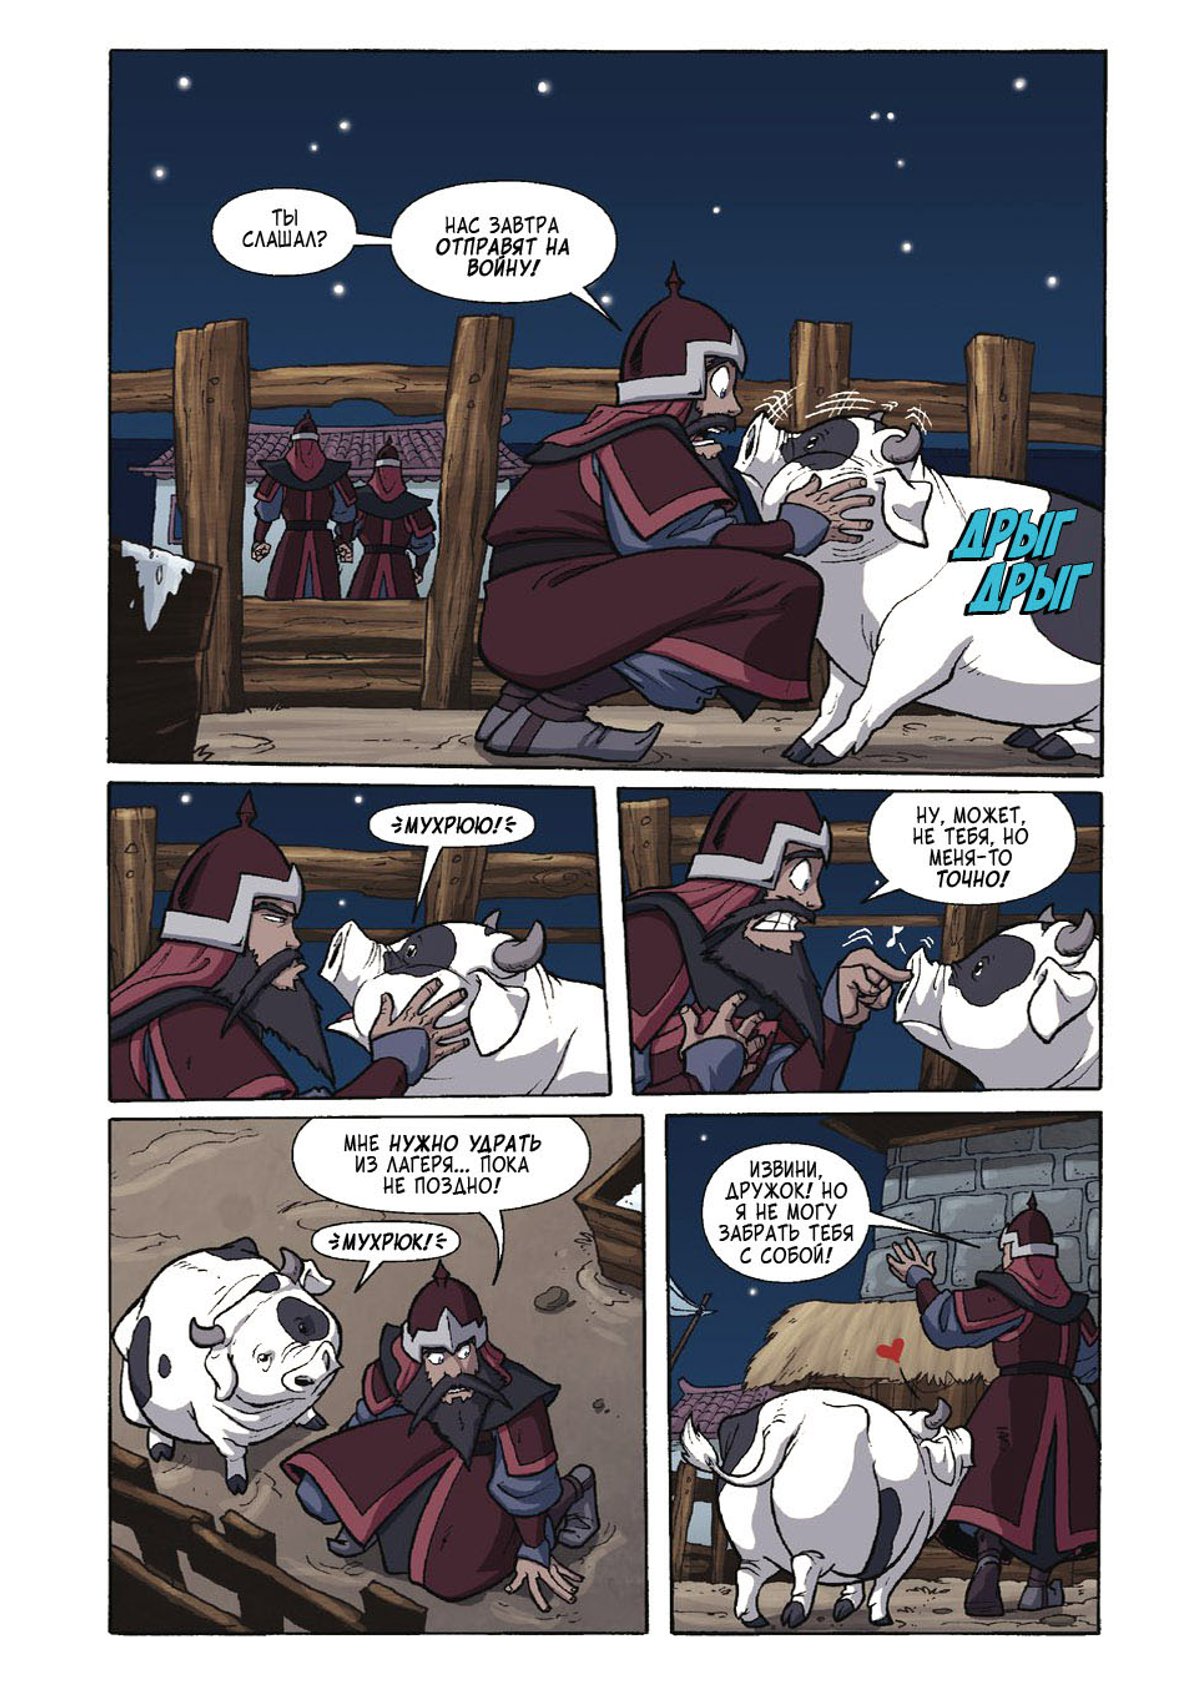 ТЫ
СЛАШАЛ?
НАС ЗАВТРА
ОТПРАВЯТ НА
ВОЙНУ!
ДРЫГ
ДРЫГ
МУХРЮЮ!
НУ, МОЖЕТ,
НЕ ТЕБЯ, НО
МЕНЯ-ТО
ТОЧНО!
МНЕ НУЖНО УДРАТЬ
ИЗ ЛАГЕРЯ... ПОКА
НЕ ПОЗДНО!
МУХРЮК!
ИЗВИНИ,
ДРУЖОК! НО
Я НЕ МОГУ
ЗАБРАТЬ ТЕБЯ
С СОБОЙ!